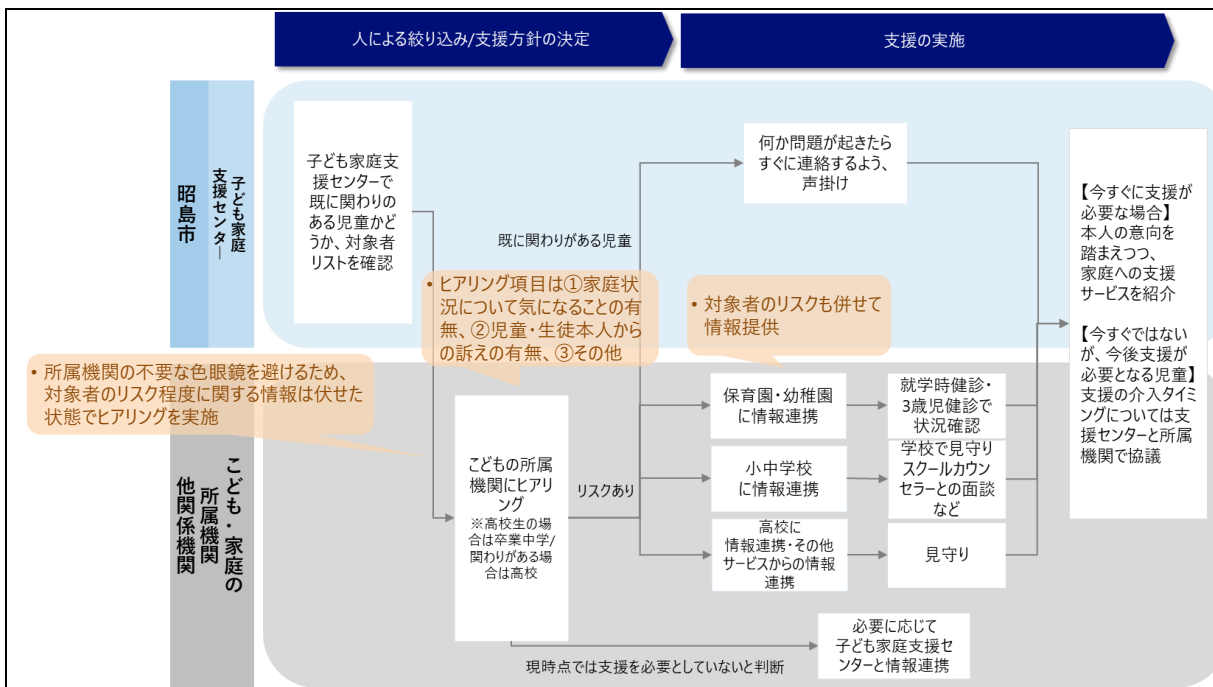 人による絞り込み/支援方針の決定
支援の実施
昭島市
子ども家庭
支援センター
子ども家庭支
援センターで
既に関わりの
ある児童かど
うか、対象者
リストを確認
既に関わりがある児童
何か問題が起きたら
すぐに連絡するよう、
声掛け
【今すぐに支援が
必要な場合】
本人の意向を
踏まえつつ、
家庭への支援
サービスを紹介
【今すぐではない
が、今後支援が
必要となる児童】
支援の介入タイミ
ングについては支
援センターと所属
機関で協議
• ヒアリング項目は①家庭状
況について気になることの有
無、②児童・生徒本人から
の訴えの有無、③その他
• 対象者のリスクも併せて
情報提供
• 所属機関の不要な色眼鏡を避けるため、
対象者のリスク程度に関する情報は伏せた
状態でヒアリングを実施
こども・家庭の
所属機関
他関係機関
こどもの所属
機関にヒアリ
ング
※高校生の場
合は卒業中学/
関わりがある場
合は高校
リスクあり
保育園・幼稚園
に情報連携
就学時健診・
3歳児健診で
状況確認
小中学校
に情報連携
学校で見守り
スクールカウン
セラーとの面談
など
高校に
情報連携・その他
サービスからの情報
連携
見守り
現時点では支援を必要としていないと判断
必要に応じて
子ども家庭支援セ
ンターと情報連携